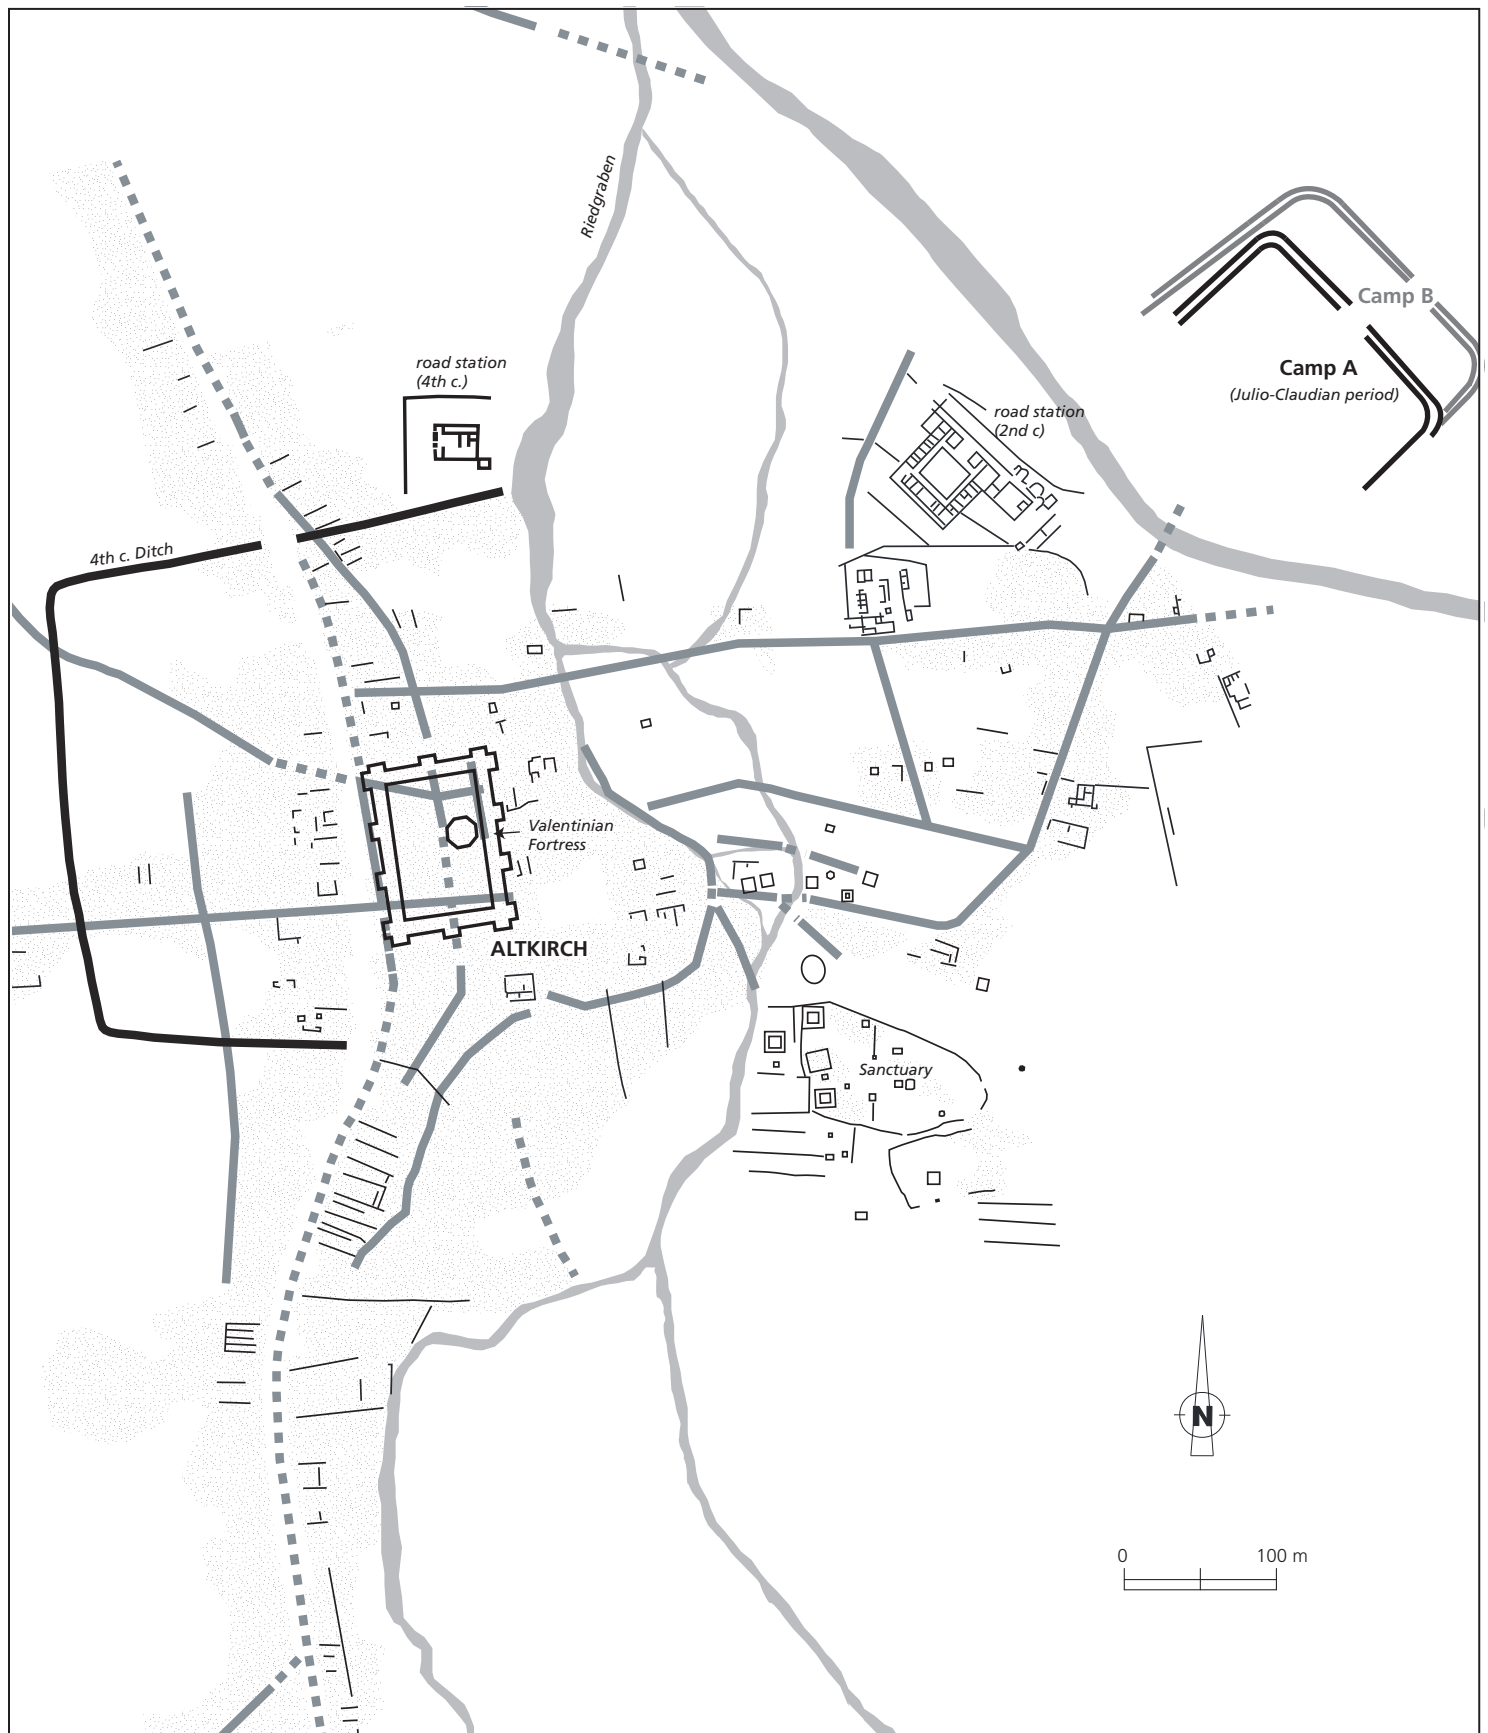 Riedgraben
Camp B
road station
(4th c.)
Camp A
(Julio-Claudian period)
road station
(2nd c)
4th c. Ditch
Valentinian
Fortress
ALTKIRCH
Sanctuary
N
0 100 m